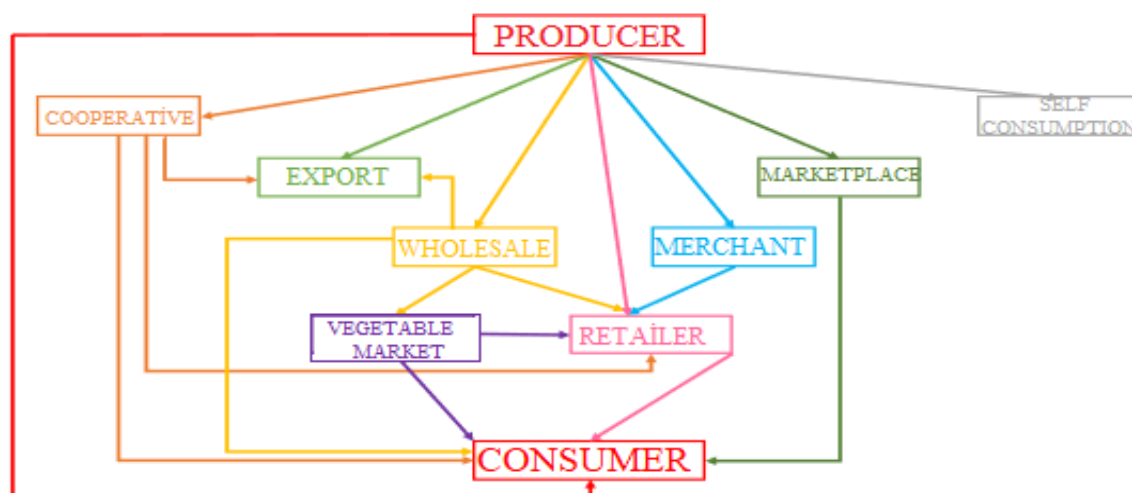 PRODUCER
COOPERATİVE
SELF
CONSUMPTION
EXPORT
MARKETPLACE
WHOLESALE
MERCHANT
VEGETABLE
MARKET
RETAİLER
CONSUMER